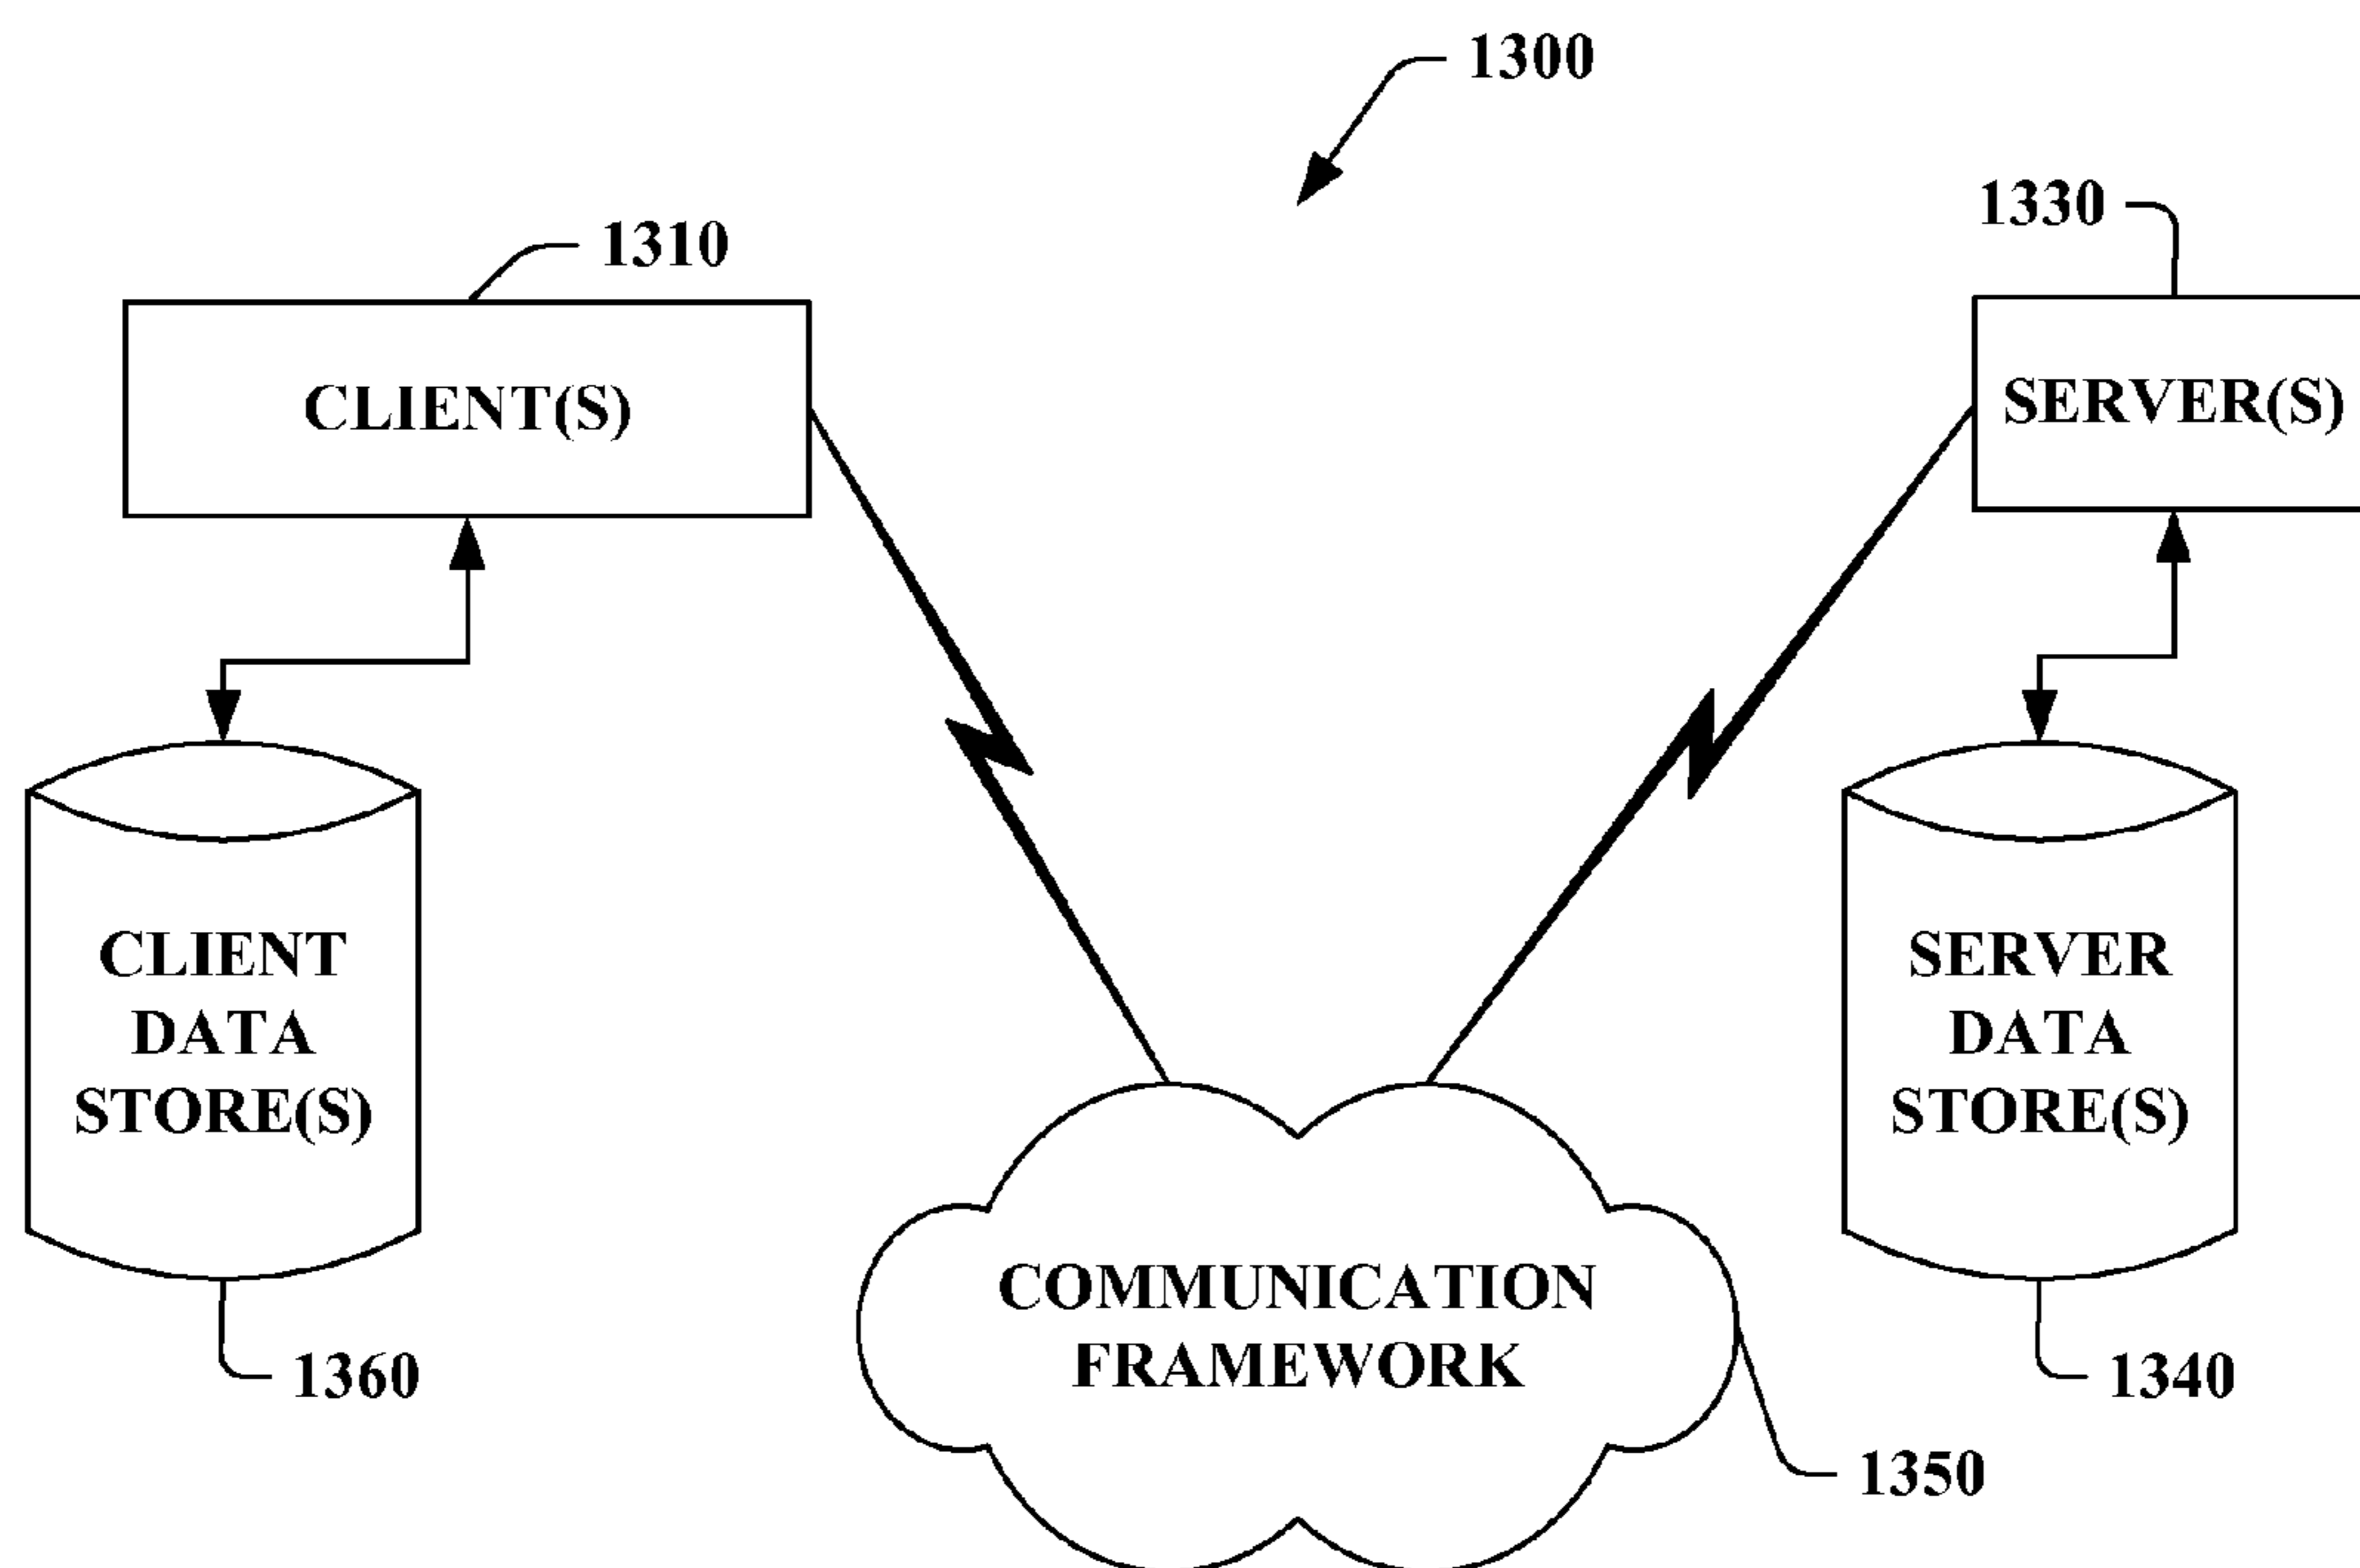 1300
1310
1330
CLIENT(S)
SERVER(S)
CLIENT
DATA
STORE(S)
SERVER
DATA
STORE(S)
COMMUNICATION
FRAMEWORK
1360
1340
1350